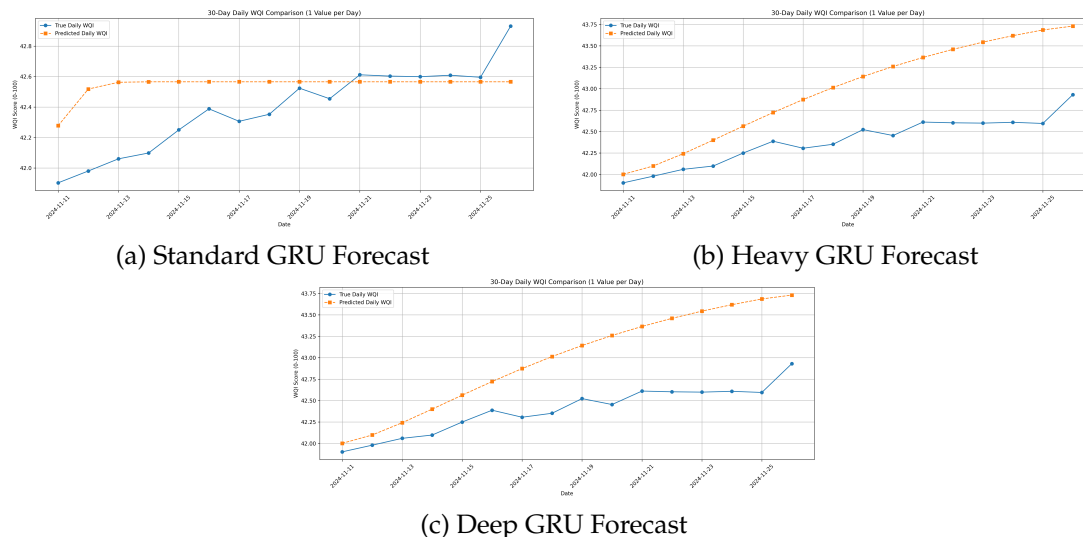 30-Day Daily WQI Comparison (1 Value per Day)
True Daily WQI
Predicted Daily WQI
WQI Score (0-100)
42.8
42.6
42.4
42.2
42.0
2024-11-11
2024-11-13
2024-11-15
2024-11-17
2024-11-19
2024-11-21
2024-11-23
2024-11-25
Date
(a) Standard GRU Forecast
30-Day Daily WQI Comparison (1 Value per Day)
True Daily WQI
Predicted Daily WQI
WQI Score (0-100)
43.75
43.50
43.25
43.00
42.75
42.50
42.25
42.00
2024-11-11
2024-11-13
2024-11-15
2024-11-17
2024-11-19
2024-11-21
2024-11-23
2024-11-25
Date
(b) Heavy GRU Forecast
30-Day Daily WQI Comparison (1 Value per Day)
True Daily WQI
Predicted Daily WQI
WQI Score (0-100)
43.75
43.50
43.25
43.00
42.75
42.50
42.25
42.00
2024-11-11
2024-11-13
2024-11-15
2024-11-17
2024-11-19
2024-11-21
2024-11-23
2024-11-25
Date
(c) Deep GRU Forecast